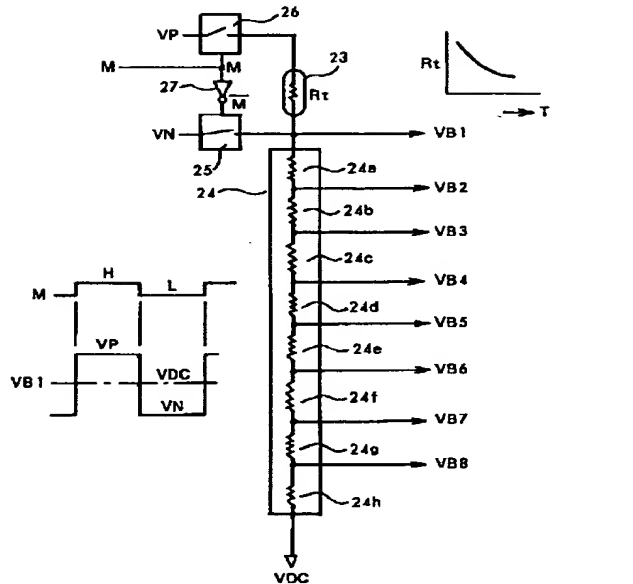 26
VP
23
M
M
27
M
Rt
Rt
T
VN
VB1
25
24
24a
VB2
24b
VB3
24c
VB4
H
L
M
24d
VB5
VP
24e
VB1
VDC
VB6
VN
24f
VB7
24g
VB8
24h
VDC